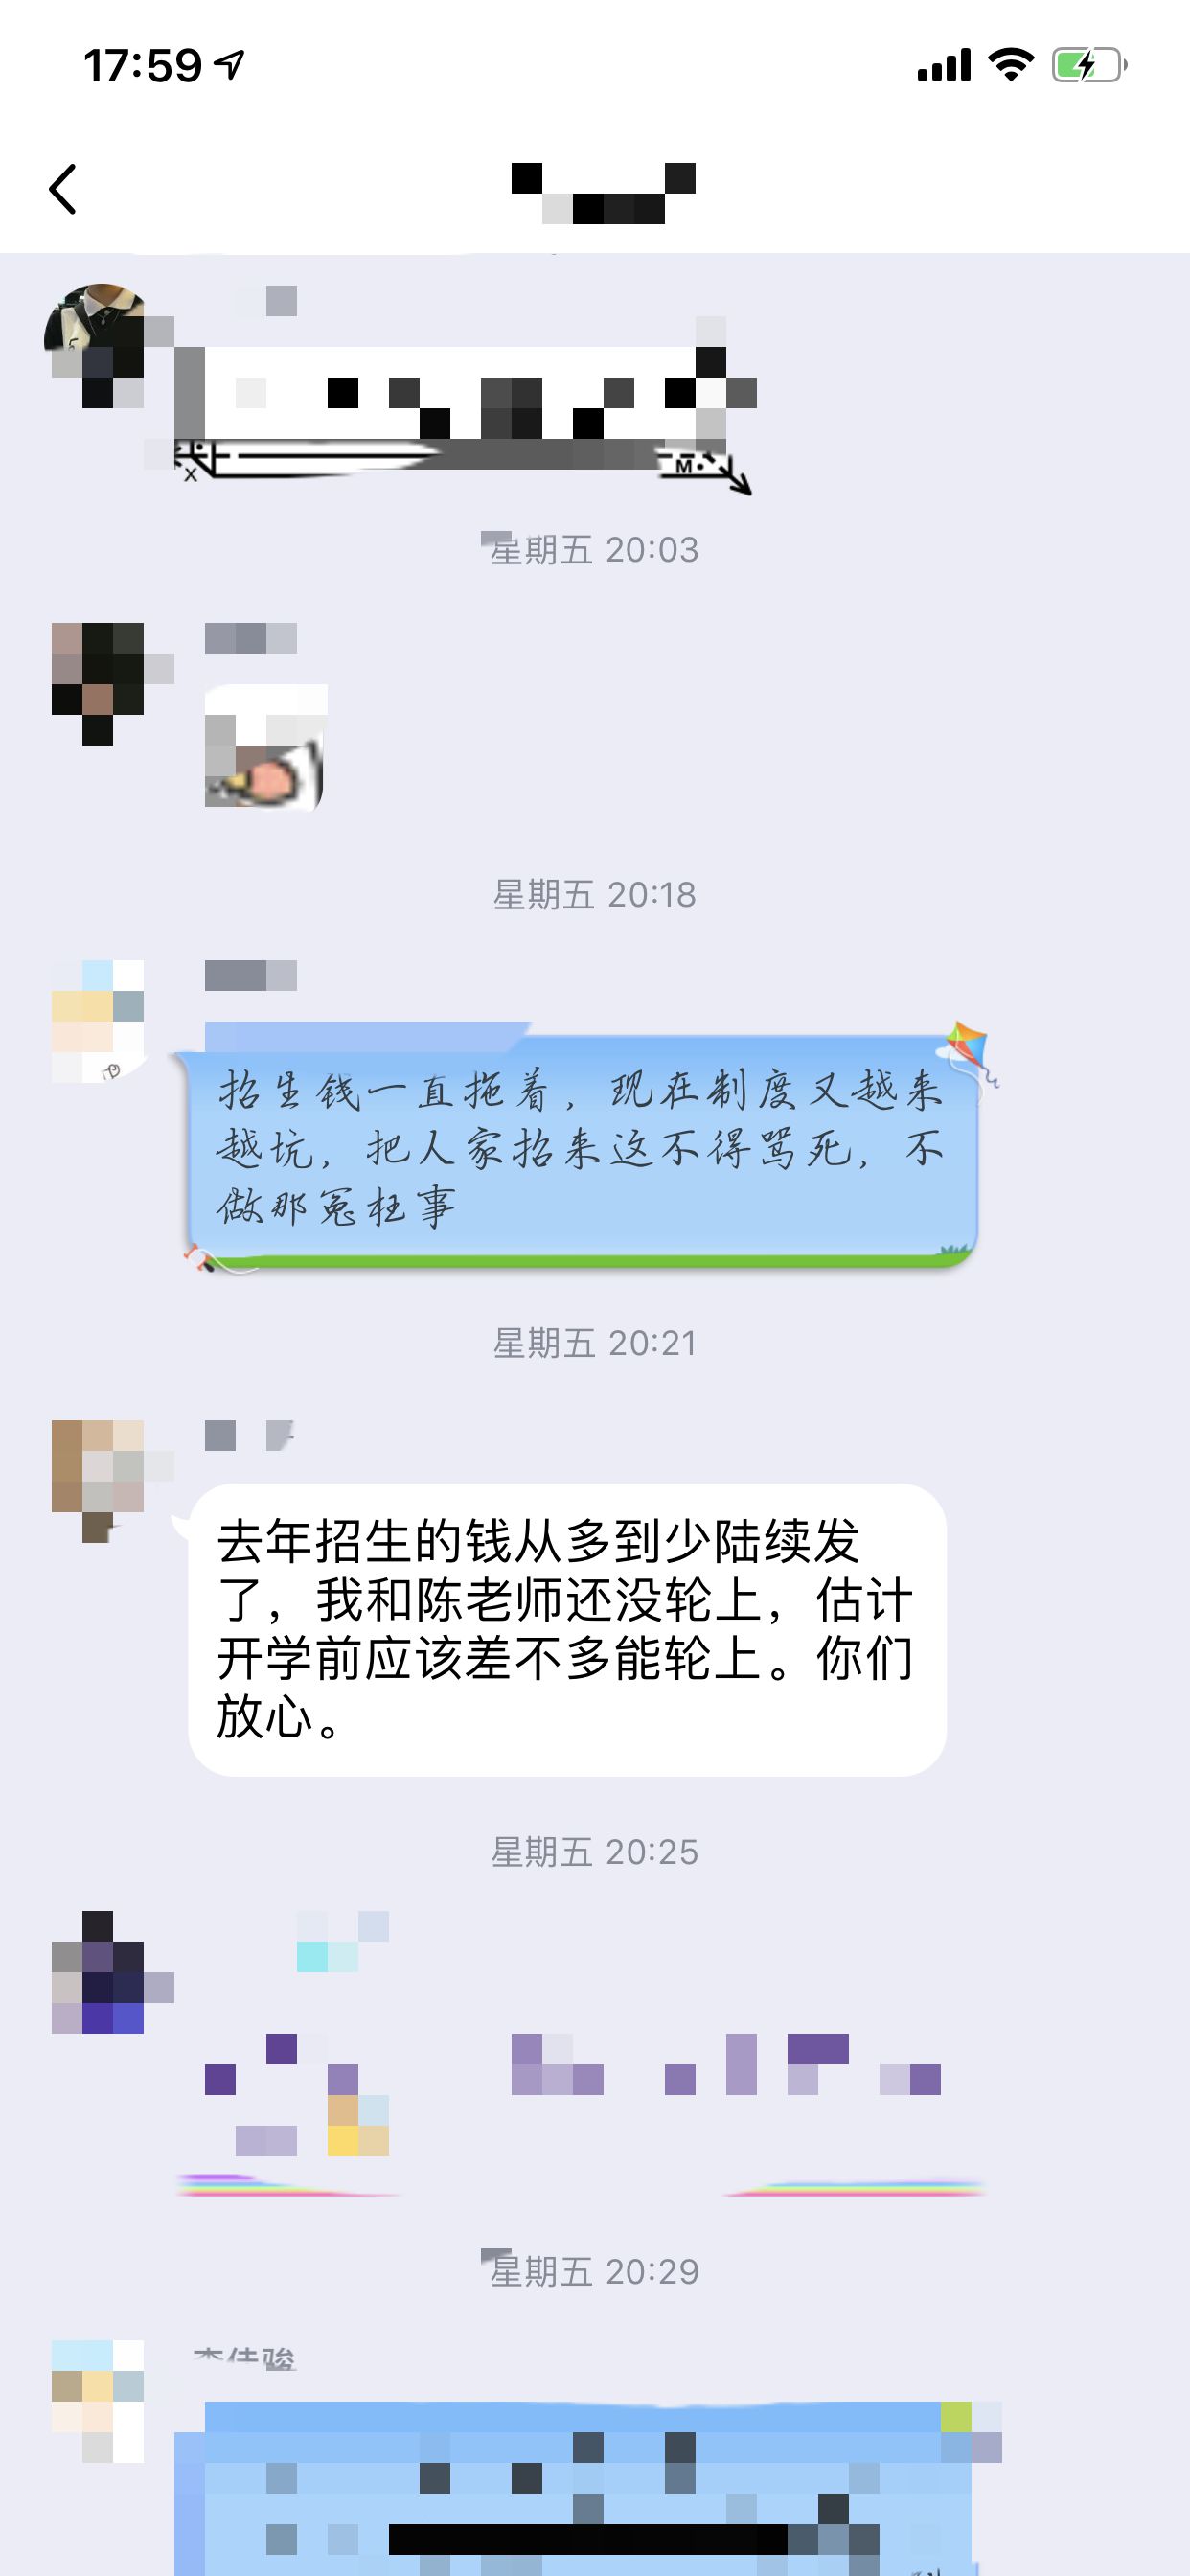 17:59
星期五 20:03
星期五 20:18
招生钱一直拖着，现在制度又越来
越坑，把人家招来这不得骂死，不
做那冤枉事
星期五 20:21
去年招生的钱从多到少陆续发
了，我和陈老师还没轮上，估计
开学前应该差不多能轮上。你们
放心。
星期五 20:25
星期五 20:29